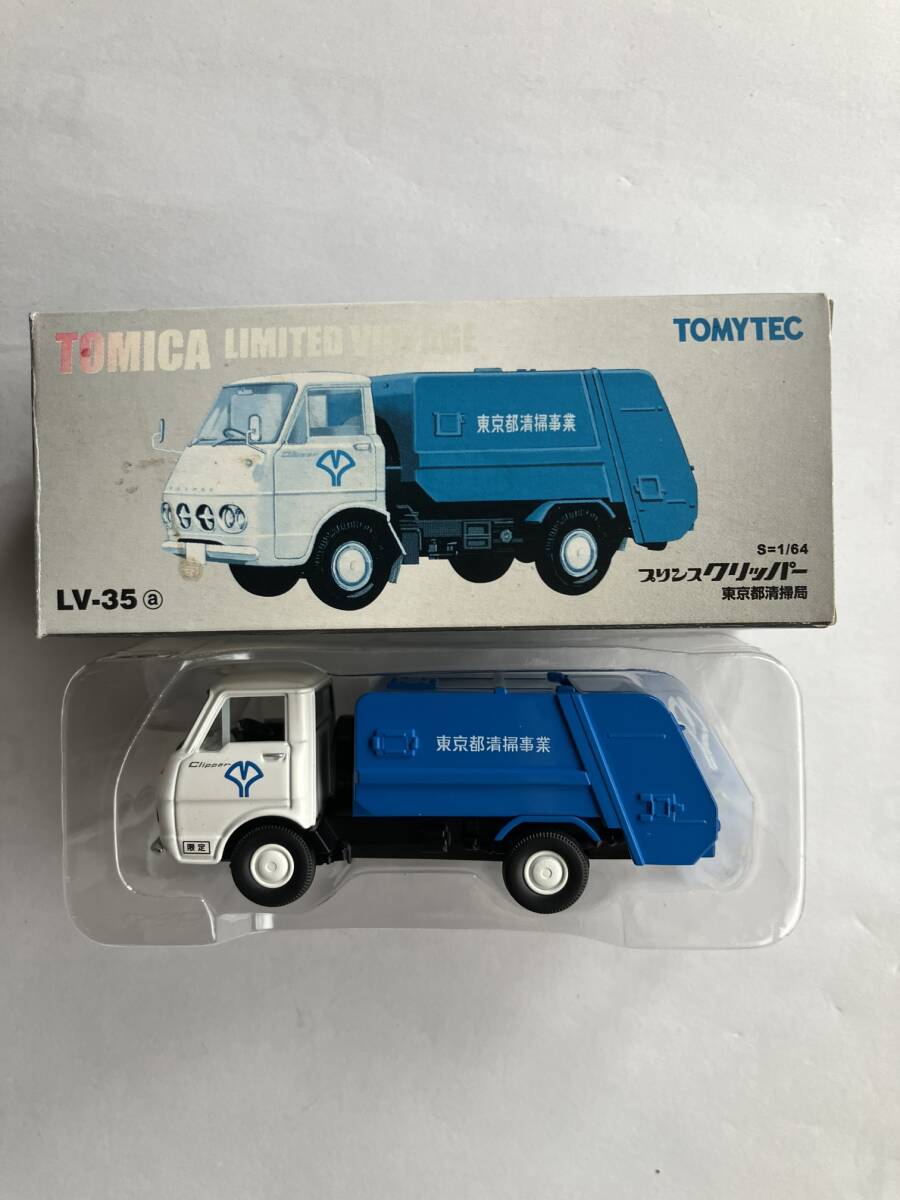 TOMICA LIMITED VINTAGE
TOMYTEC
東京都清掃事業
Clipper
S=1/64
プリンスクリッパー
東京都清掃局
LV-35 ⓐ
東京都清掃事業
Clipper
限定